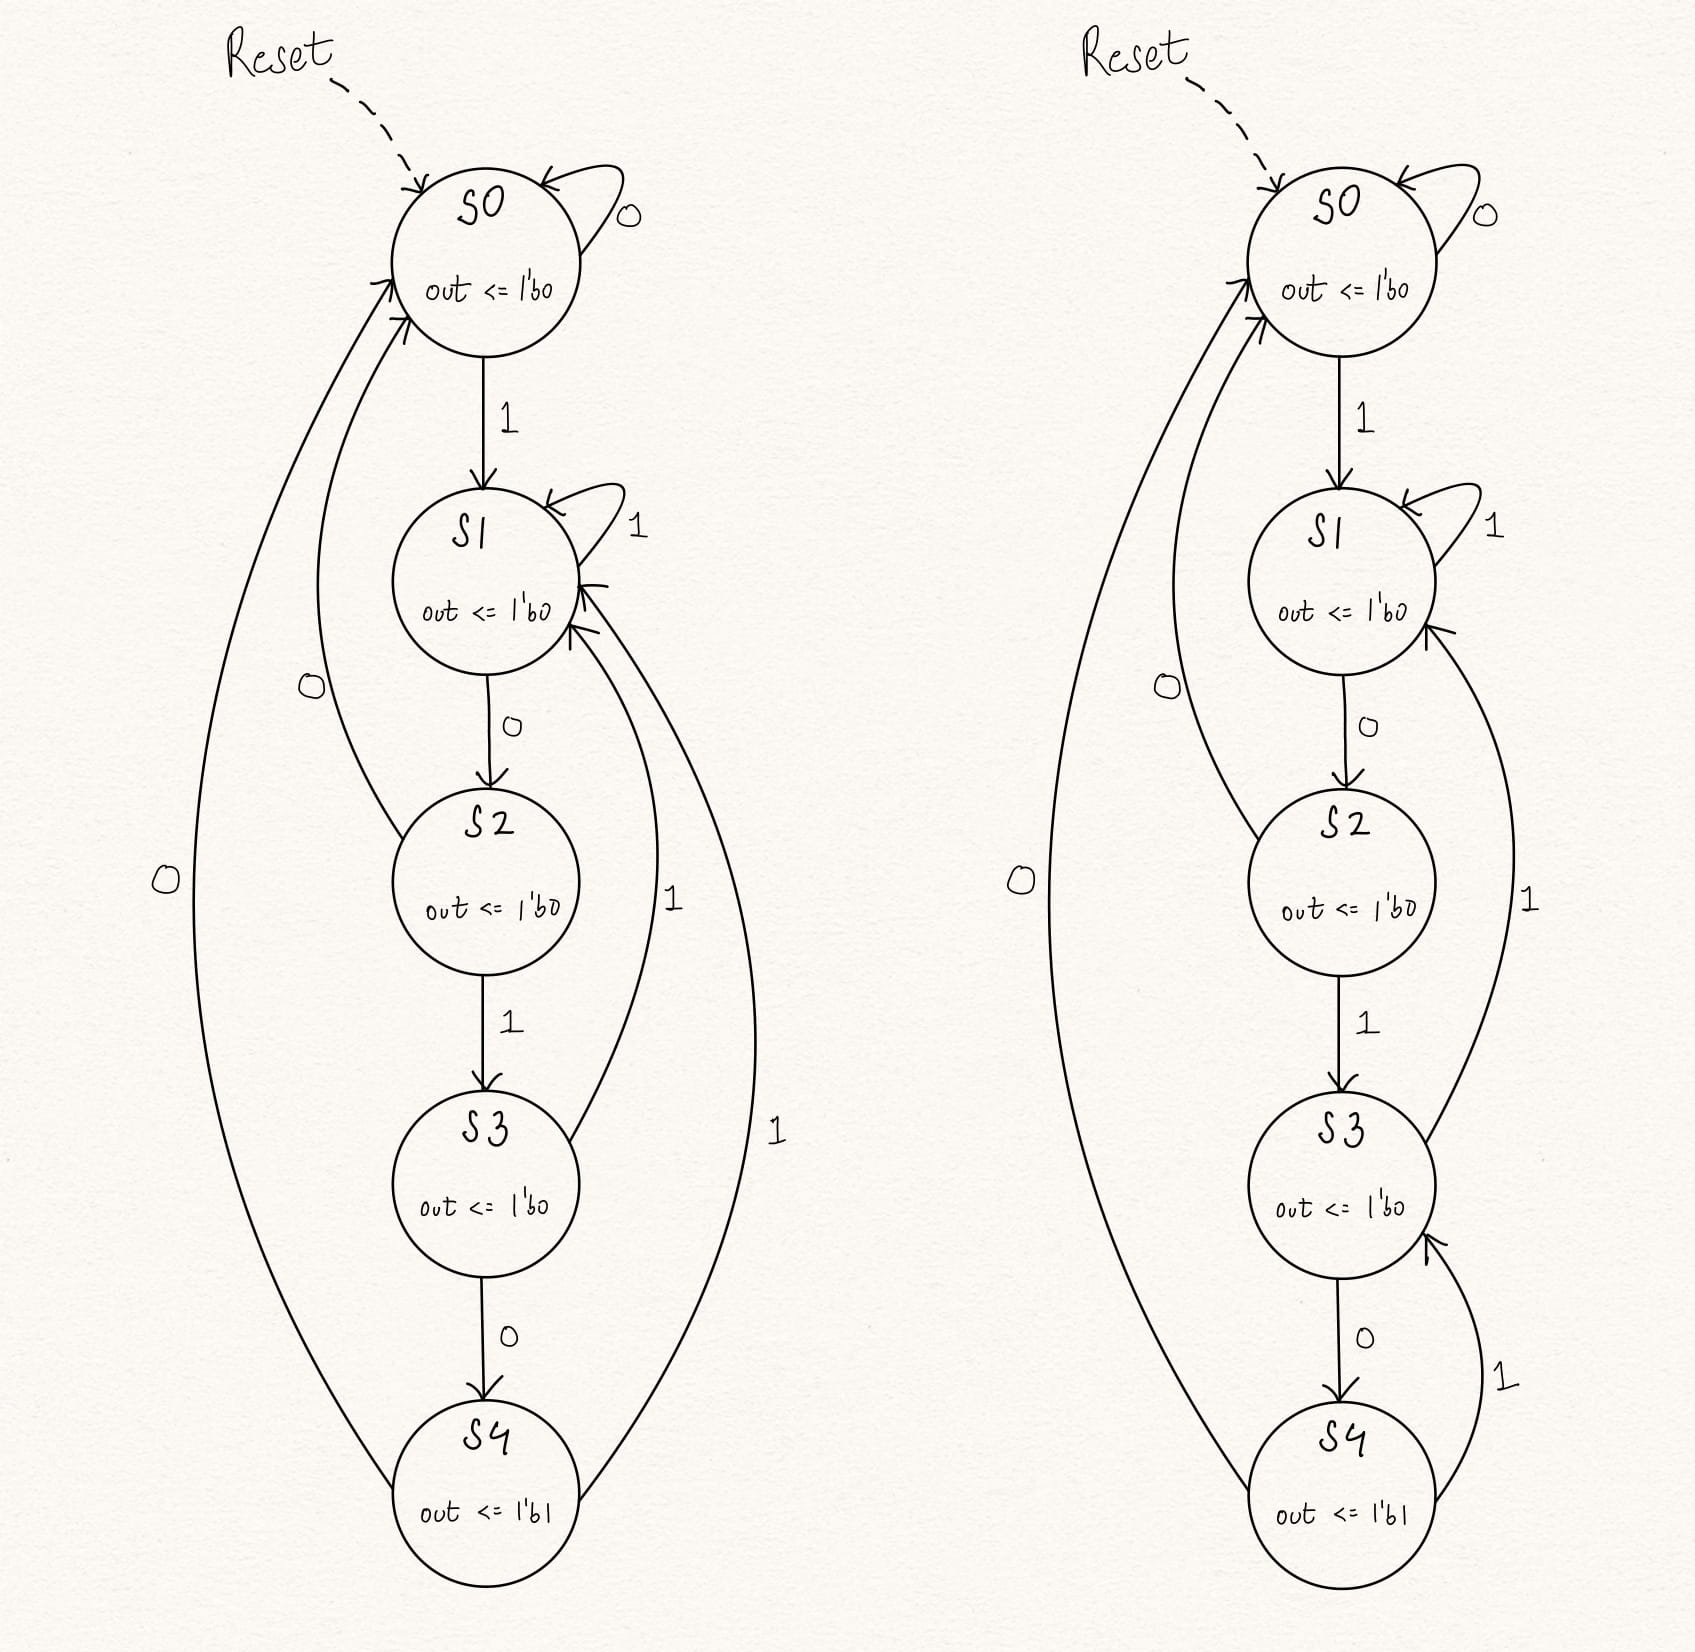 Reset
S0
0
out <= 1'b0
1
S1
1
out <= 1'b0
0
0
S2
0
1
out <= 1'b0
1
S3
1
out <= 1'b0
0
S4
out <= 1'b1
Reset
S0
0
out <= 1'b0
1
S1
1
out <= 1'b0
0
0
S2
0
1
out <= 1'b0
1
S3
out <= 1'b0
0
1
S4
out <= 1'b1